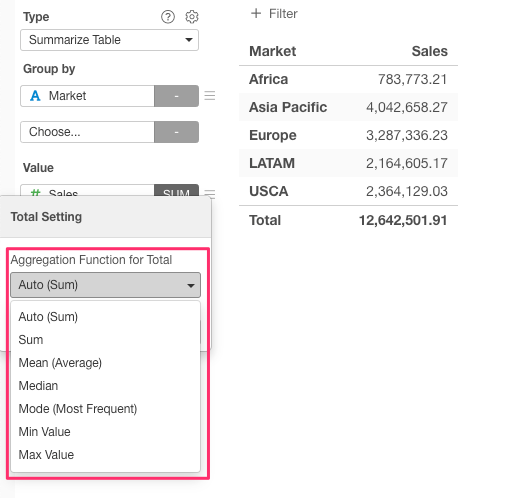 Type
Summarize Table
Group by
A Market -
Choose... -
Value
# Sales SUM
Total Setting
Aggregation Function for Total
Auto (Sum)
Auto (Sum)
Sum
Mean (Average)
Median
Mode (Most Frequent)
Min Value
Max Value
+ Filter
Market Sales
Africa 783,773.21
Asia Pacific 4,042,658.27
Europe 3,287,336.23
LATAM 2,164,605.17
USCA 2,364,129.03
Total 12,642,501.91